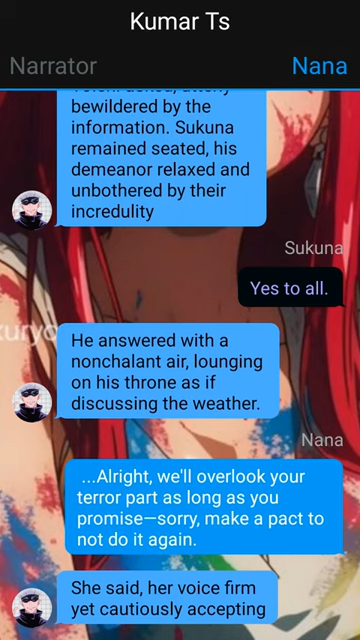 Kumar Ts
Narrator
Nana
bewildered by the
information. Sukuna
remained seated, his
demeanor relaxed and
unbothered by their
incredulity
Sukuna
Yes to all.
He answered with a
nonchalant air, lounging
on his throne as if
discussing the weather.
Nana
...Alright, we'll overlook your
terror part as long as you
promise—sorry, make a pact to
not do it again.
She said, her voice firm
yet cautiously accepting